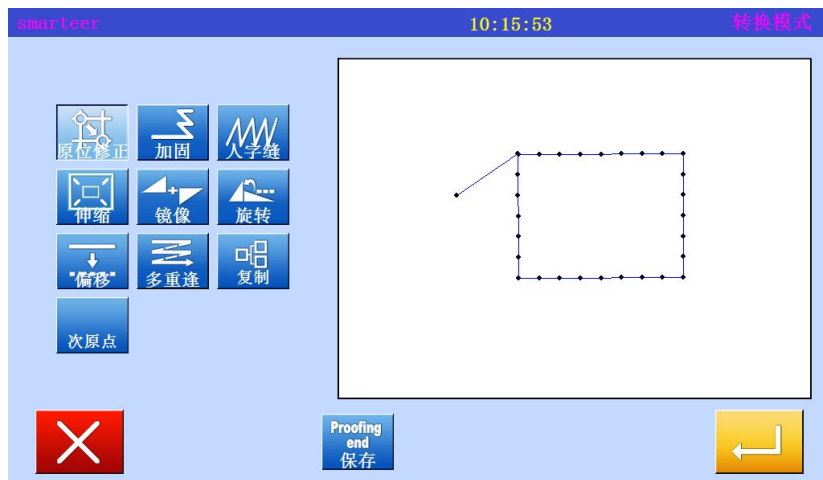 smarteer 10:15:53 转换模式
原位修正 加固 人字缝
伸缩 镜像 旋转
"偏移" 多重逢 复制
次原点
Proofing
end
保存